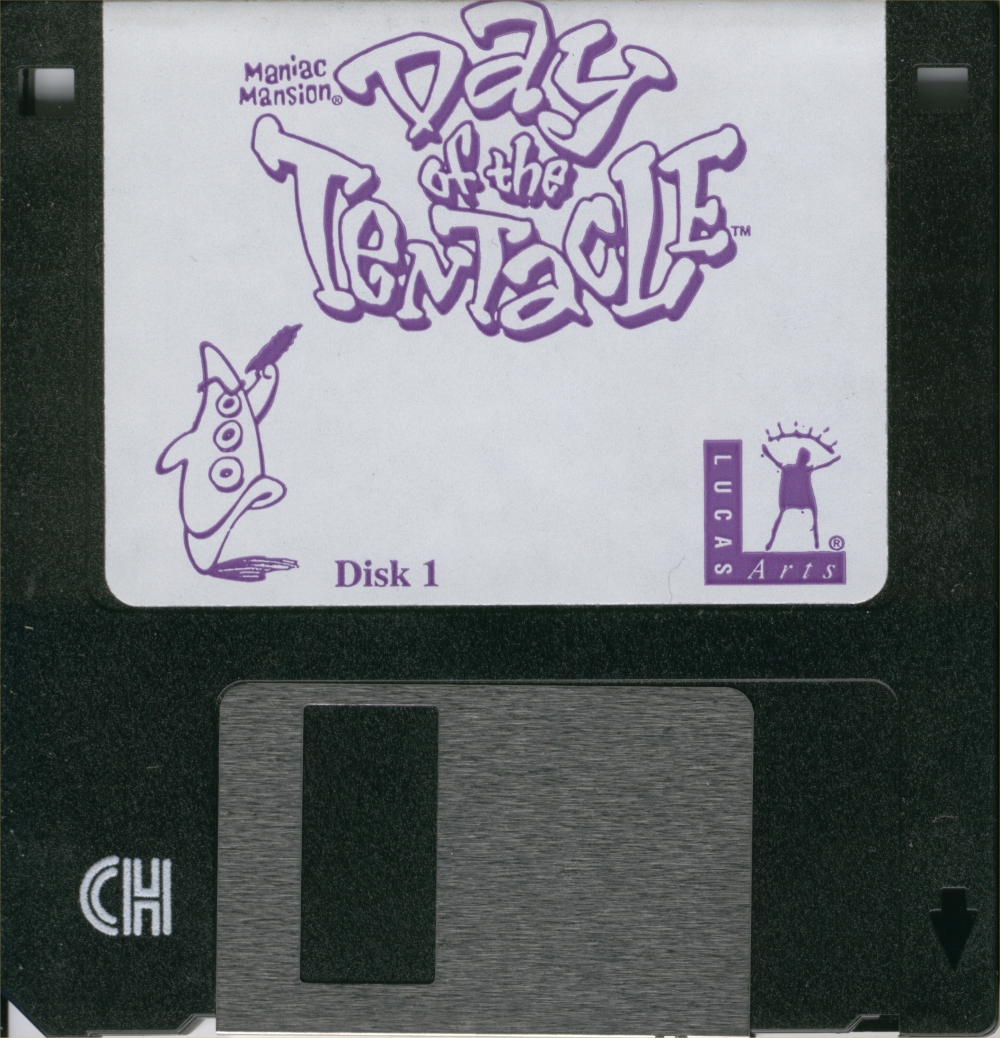 Maniac
Mansion®
Day
of the
Tentacle™
Disk 1
LUCAS
Arts®
CH